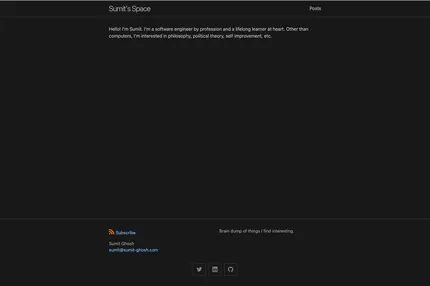 Sumit's Space
Posts
Hello! I'm Sumit. I'm a software engineer by profession and a lifelong learner at heart. Other than
computers, I'm interested in philosophy, political theory, self improvement, etc.
Subscribe
Brain dump of things I find interesting.
Sumit Ghosh
sumit@sumit-ghosh.com